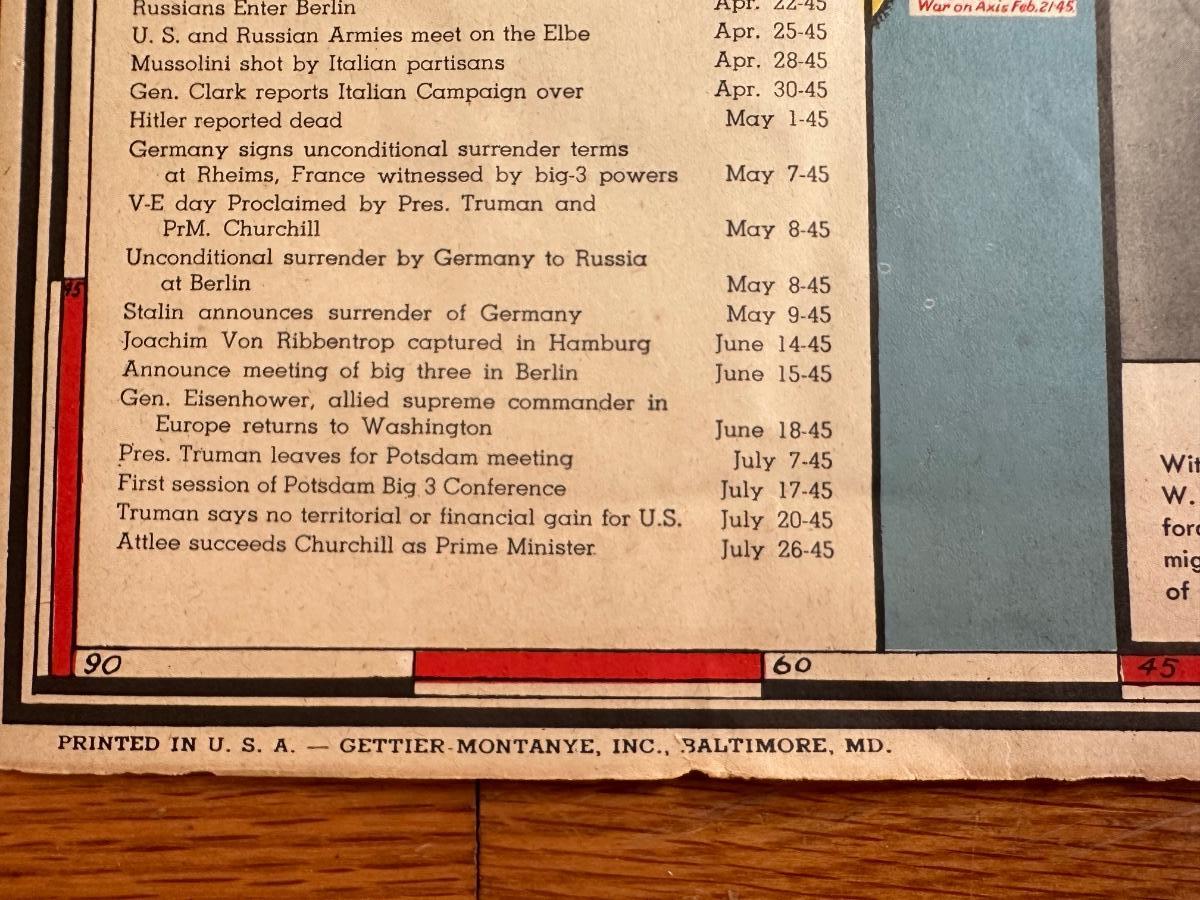 Russians Enter Berlin Apr. 22-45
U. S. and Russian Armies meet on the Elbe Apr. 25-45
Mussolini shot by Italian partisans Apr. 28-45
Gen. Clark reports Italian Campaign over Apr. 30-45
Hitler reported dead May 1-45
Germany signs unconditional surrender terms
at Rheims, France witnessed by big-3 powers May 7-45
V-E day Proclaimed by Pres. Truman and
PrM. Churchill May 8-45
Unconditional surrender by Germany to Russia
at Berlin May 8-45
Stalin announces surrender of Germany May 9-45
Joachim Von Ribbentrop captured in Hamburg June 14-45
Announce meeting of big three in Berlin June 15-45
Gen. Eisenhower, allied supreme commander in
Europe returns to Washington June 18-45
Pres. Truman leaves for Potsdam meeting July 7-45
First session of Potsdam Big 3 Conference July 17-45
Truman says no territorial or financial gain for U.S. July 20-45
Attlee succeeds Churchill as Prime Minister July 26-45
War on Axis Feb. 21-45
Wit
W.
forc
mig
of
45
90
60
45
PRINTED IN U. S. A. — GETTIER-MONTANYE, INC., BALTIMORE, MD.